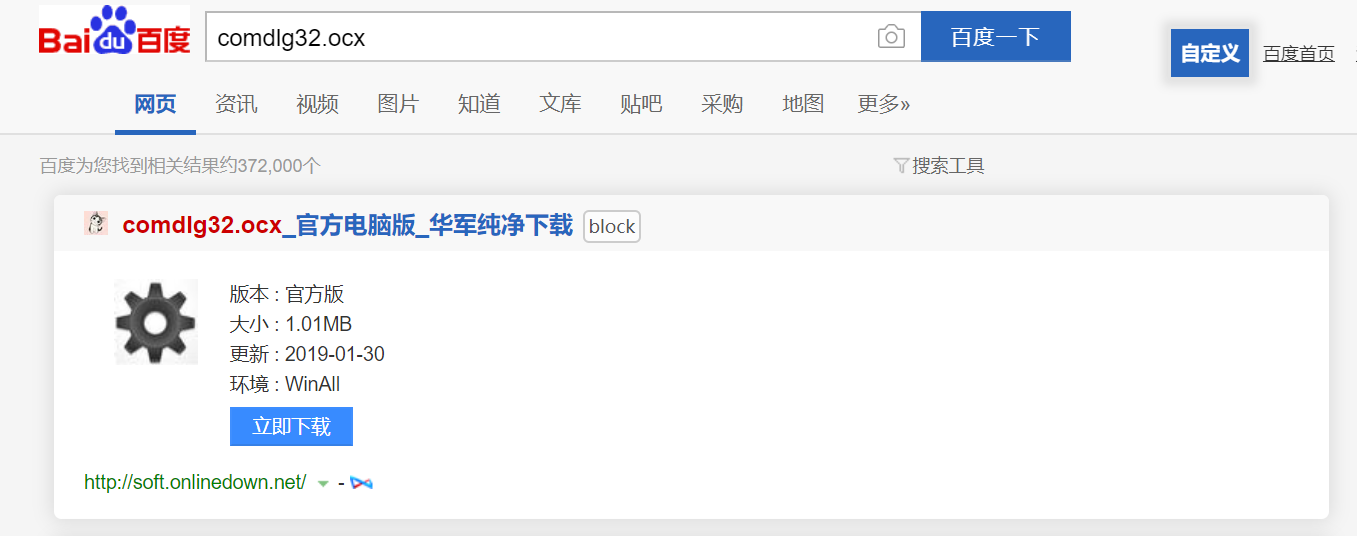 Bai du 百度 comdlg32.ocx 百度一下 自定义 百度首页
网页 资讯 视频 图片 知道 文库 贴吧 采购 地图 更多»
百度为您找到相关结果约372,000个 搜索工具
comdlg32.ocx_官方电脑版_华军纯净下载 block
版本 : 官方版
大小 : 1.01MB
更新 : 2019-01-30
环境 : WinAll
立即下载
http://soft.onlinedown.net/ -